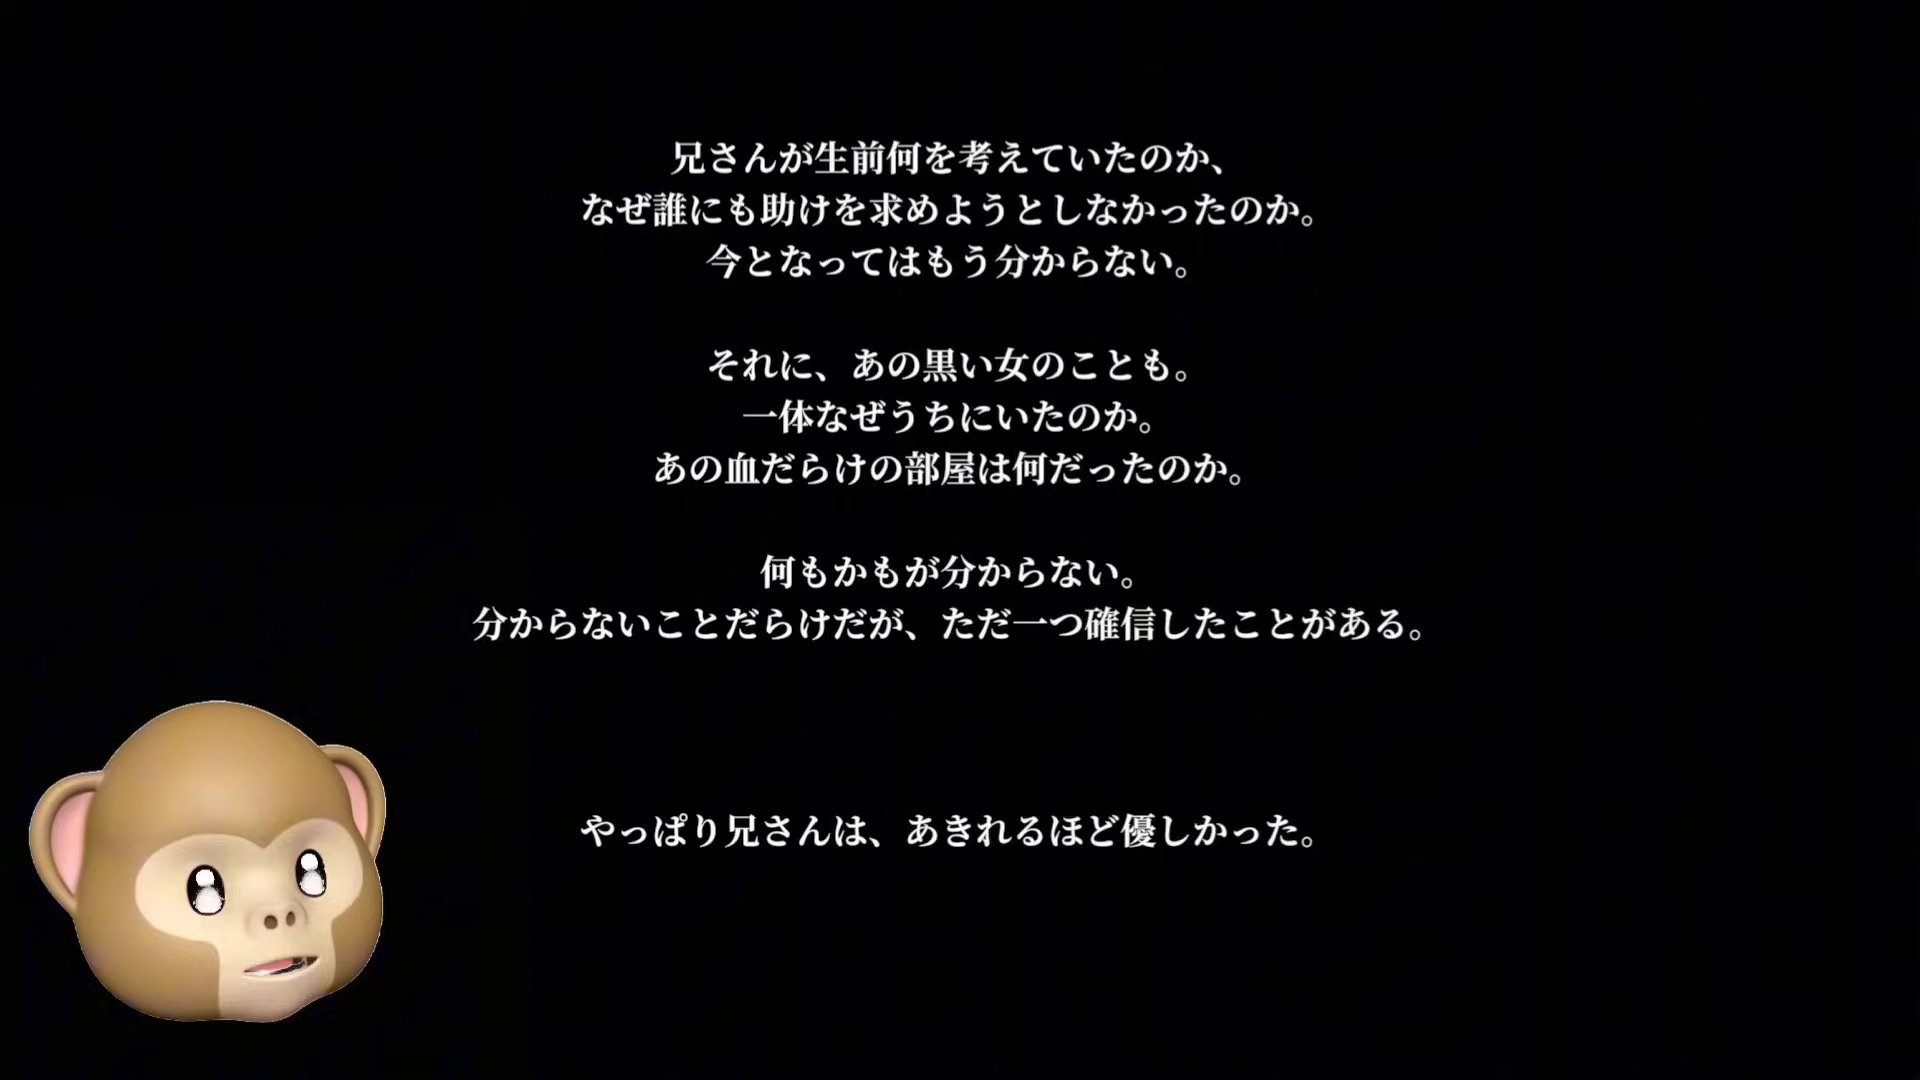 兄さんが生前何を考えていたのか、
なぜ誰にも助けを求めようとしなかったのか。
今となってはもう分からない。
それに、あの黒い女のことも。
一体なぜうちにいたのか。
あの血だらけの部屋は何だったのか。
何もかもが分からない。
分からないことだらけだが、ただ一つ確信したことがある。
やっぱり兄さんは、あきれるほど優しかった。